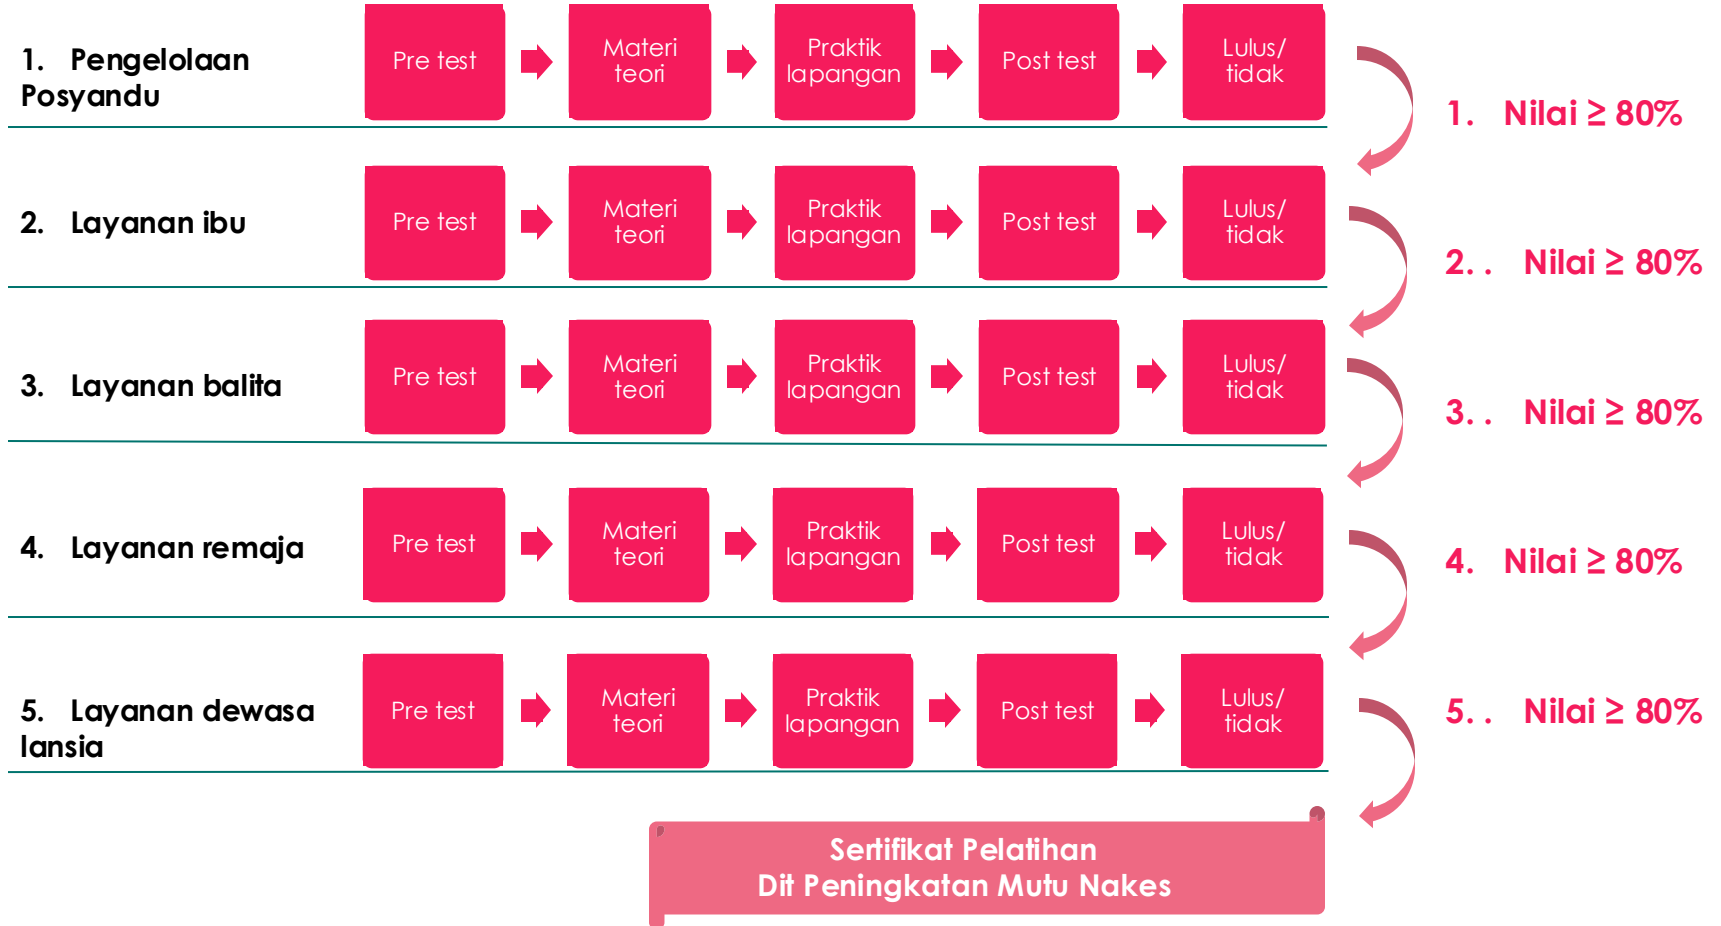 1. Pengelolaan
Posyandu
Pre test
Materi
teori
Praktik
lapangan
Post test
Lulus/
tidak
1. Nilai ≥ 80%
2. Layanan ibu
Pre test
Materi
teori
Praktik
lapangan
Post test
Lulus/
tidak
2. . Nilai ≥ 80%
3. Layanan balita
Pre test
Materi
teori
Praktik
lapangan
Post test
Lulus/
tidak
3. . Nilai ≥ 80%
4. Layanan remaja
Pre test
Materi
teori
Praktik
lapangan
Post test
Lulus/
tidak
4. Nilai ≥ 80%
5. Layanan dewasa
lansia
Pre test
Materi
teori
Praktik
lapangan
Post test
Lulus/
tidak
5. . Nilai ≥ 80%
Sertifikat Pelatihan
Dit Peningkatan Mutu Nakes